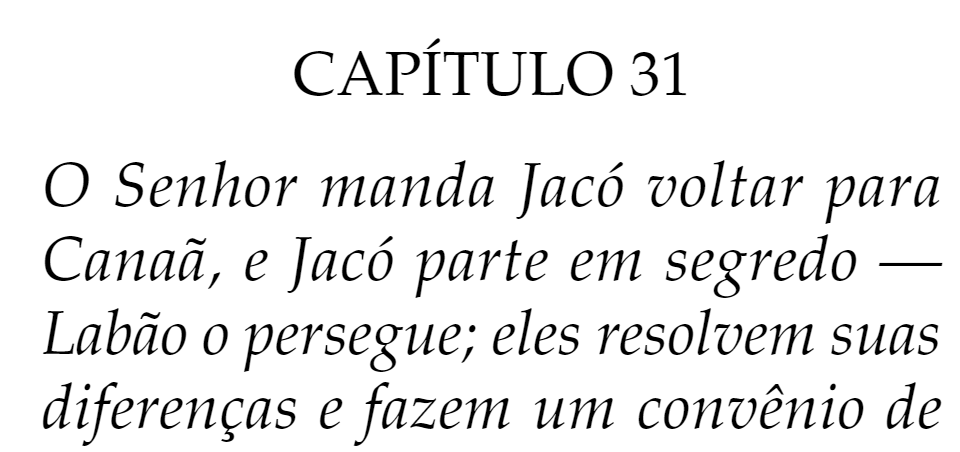 CAPÍTULO 31
O Senhor manda Jacó voltar para
Canaã, e Jacó parte em segredo —
Labão o persegue; eles resolvem suas
diferenças e fazem um convênio de